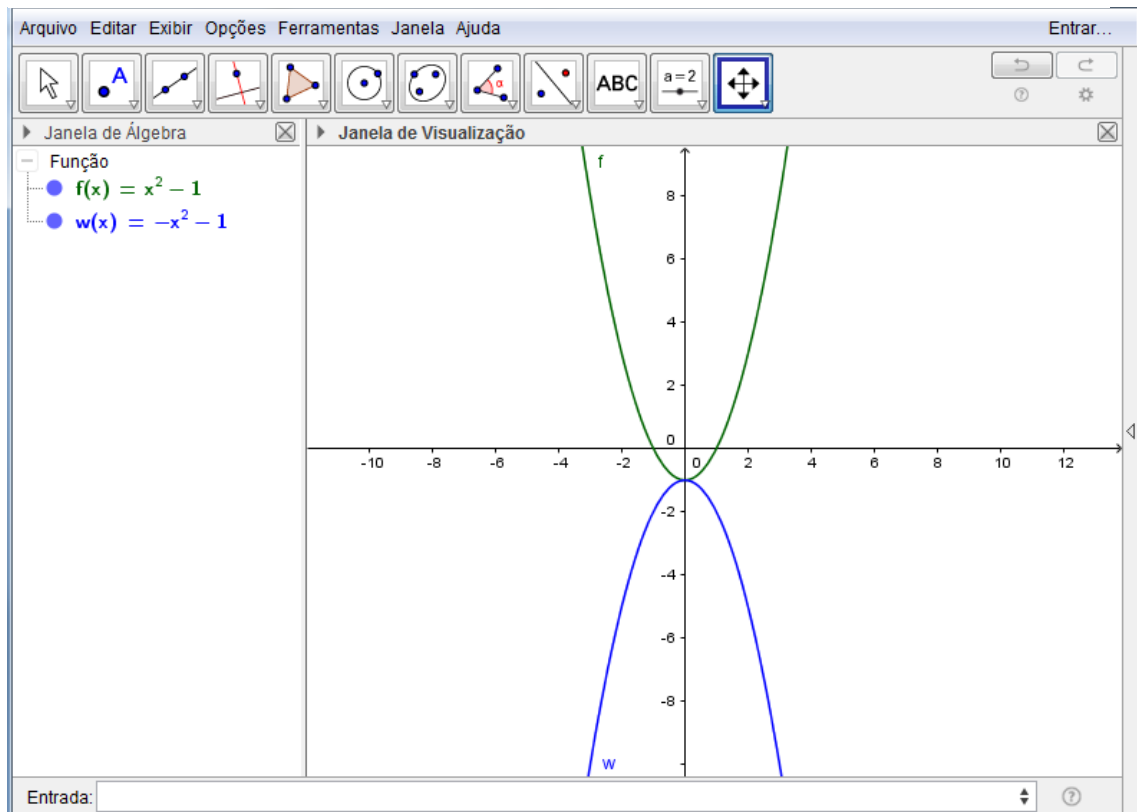 Arquivo Editar Exibir Opções Ferramentas Janela Ajuda Entrar...
A α ABC a=2
Janela de Álgebra
Função
f(x) = x² − 1
w(x) = −x² − 1
Janela de Visualização
f
8
6
4
2
0
-10 -8 -6 -4 -2 0 2 4 6 8 10 12
-2
-4
-6
-8
w
Entrada: